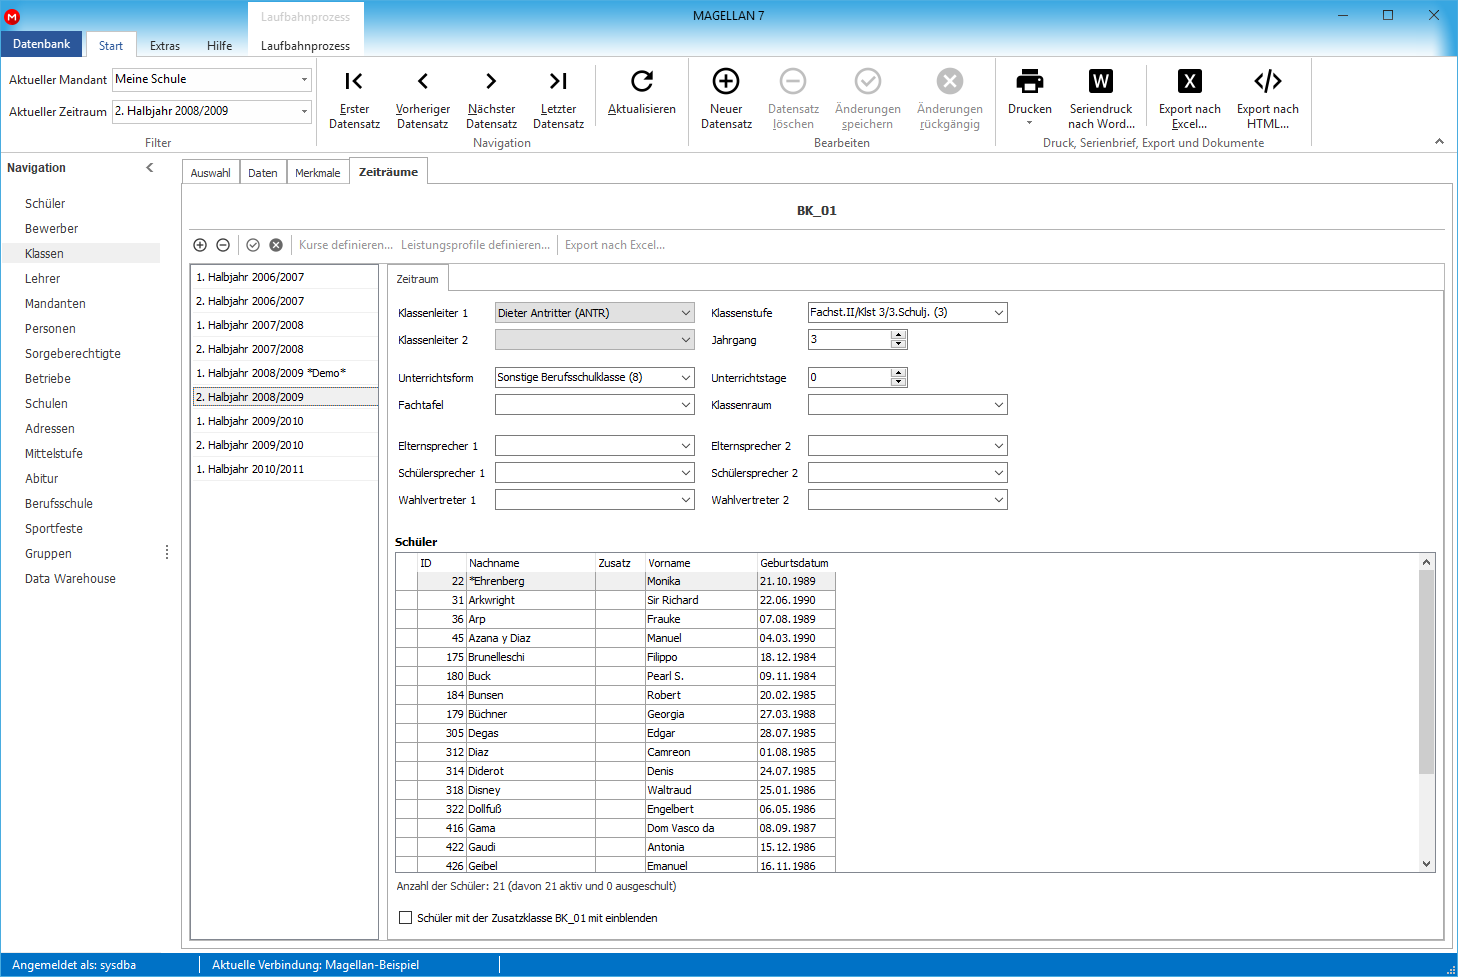 MAGELLAN 7
Laufbahnprozess
Datenbank Start Extras Hilfe Laufbahnprozess
Aktueller Mandant Meine Schule
Aktueller Zeitraum 2. Halbjahr 2008/2009
Filter
Erster Datensatz
Vorheriger Datensatz
Nächster Datensatz
Letzter Datensatz
Aktualisieren
Navigation
Neuer Datensatz
Datensatz löschen
Änderungen speichern
Änderungen rückgängig
Bearbeiten
Drucken
Seriendruck nach Word...
Export nach Excel...
Export nach HTML...
Druck, Serienbrief, Export und Dokumente
Navigation
Schüler
Bewerber
Klassen
Lehrer
Mandanten
Personen
Sorgeberechtigte
Betriebe
Schulen
Adressen
Mittelstufe
Abitur
Berufsschule
Sportfeste
Gruppen
Data Warehouse
Auswahl Daten Merkmale Zeiträume
BK_01
Kurse definieren... Leistungsprofile definieren... Export nach Excel...
1. Halbjahr 2006/2007
2. Halbjahr 2006/2007
1. Halbjahr 2007/2008
2. Halbjahr 2007/2008
1. Halbjahr 2008/2009 *Demo*
2. Halbjahr 2008/2009
1. Halbjahr 2009/2010
2. Halbjahr 2009/2010
1. Halbjahr 2010/2011
Zeitraum
Klassenleiter 1 Dieter Antritter (ANTR) Klassenstufe Fachst.II/Klst 3/3.Schulj. (3)
Klassenleiter 2 Jahrgang 3
Unterrichtsform Sonstige Berufsschulklasse (8) Unterrichtstage 0
Fachtafel Klassenraum
Elternsprecher 1 Elternsprecher 2
Schülersprecher 1 Schülersprecher 2
Wahlvertreter 1 Wahlvertreter 2
Schüler
ID Nachname Zusatz Vorname Geburtsdatum
22 *Ehrenberg Monika 21.10.1989
31 Arkwright Sir Richard 22.06.1990
36 Arp Frauke 07.08.1989
45 Azana y Diaz Manuel 04.03.1990
175 Brunelleschi Filippo 18.12.1984
180 Buck Pearl S. 09.11.1984
184 Bunsen Robert 20.02.1985
179 Büchner Georgia 27.03.1988
305 Degas Edgar 28.07.1985
312 Diaz Camreon 01.08.1985
314 Diderot Denis 24.07.1985
318 Disney Waltraud 25.01.1986
322 Dollfuß Engelbert 06.05.1986
416 Gama Dom Vasco da 08.09.1987
422 Gaudi Antonia 15.12.1986
426 Geibel Emanuel 16.11.1986
Anzahl der Schüler: 21 (davon 21 aktiv und 0 ausgeschult)
Schüler mit der Zusatzklasse BK_01 mit einblenden
Angemeldet als: sysdba Aktuelle Verbindung: Magellan-Beispiel